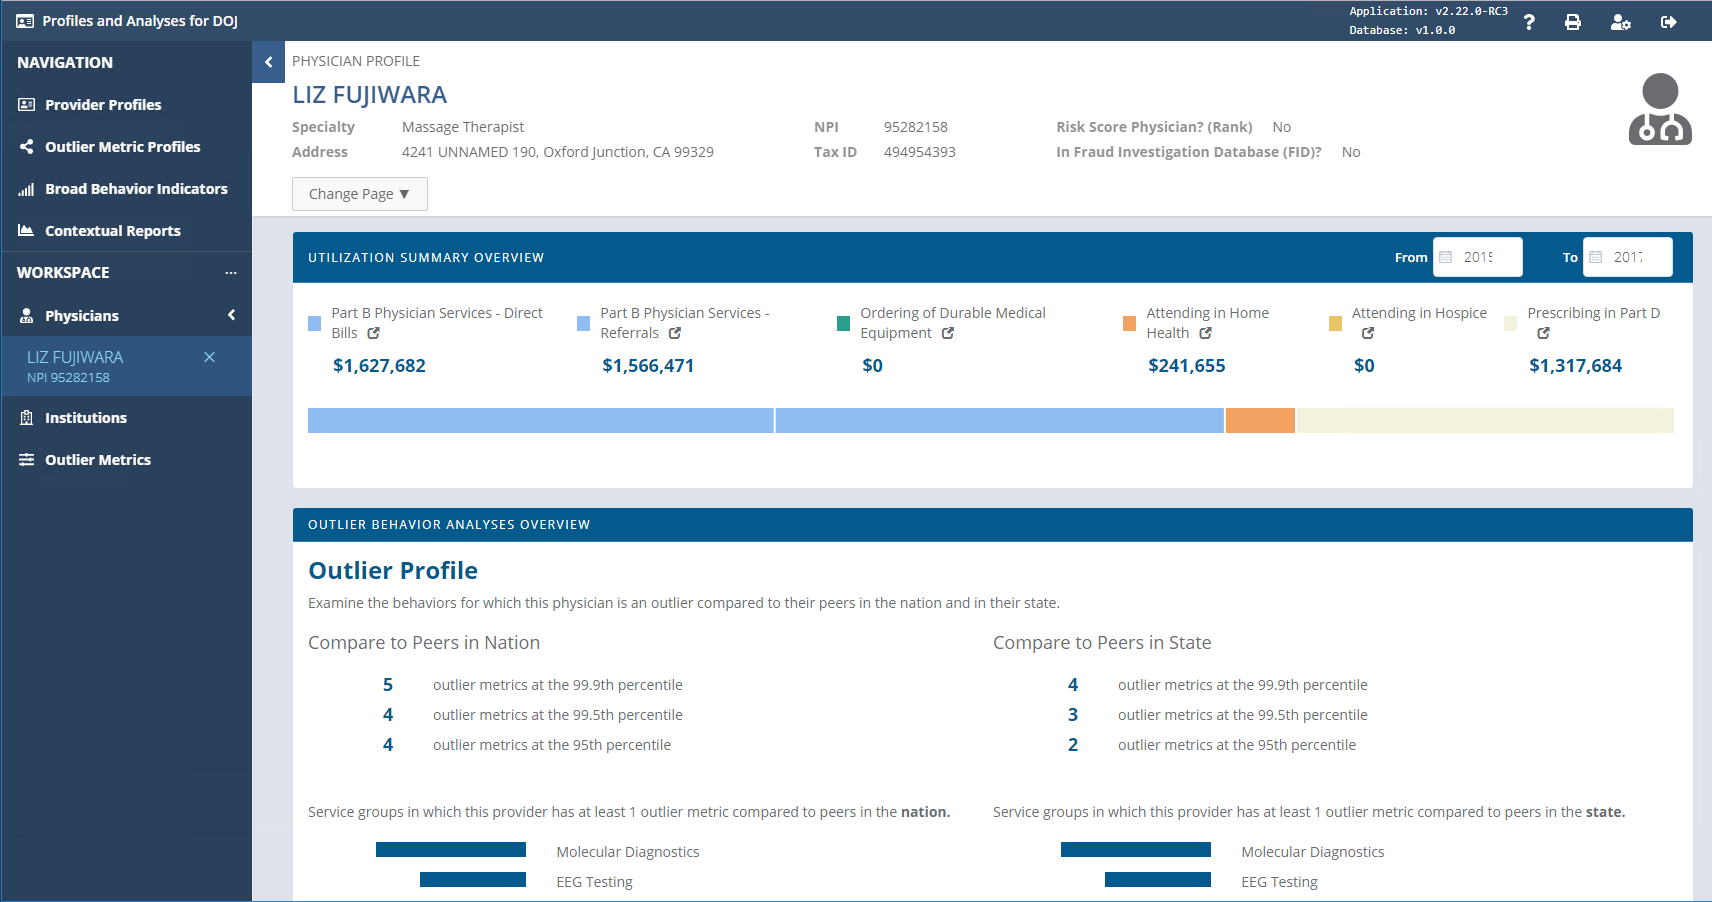 Profiles and Analyses for DOJ
Application: v2.22.0-RC3
Database: v1.0.0
NAVIGATION
Provider Profiles
Outlier Metric Profiles
Broad Behavior Indicators
Contextual Reports
WORKSPACE
Physicians
LIZ FUJIWARA
NPI 95282158
Institutions
Outlier Metrics
PHYSICIAN PROFILE
LIZ FUJIWARA
Specialty Massage Therapist NPI 95282158 Risk Score Physician? (Rank) No
Address 4241 UNNAMED 190, Oxford Junction, CA 99329 Tax ID 494954393 In Fraud Investigation Database (FID)? No
Change Page ▼
UTILIZATION SUMMARY OVERVIEW From 2015 To 2017
Part B Physician Services - Direct
Bills
$1,627,682
Part B Physician Services -
Referrals
$1,566,471
Ordering of Durable Medical
Equipment
$0
Attending in Home
Health
$241,655
Attending in Hospice
$0
Prescribing in Part D
$1,317,684
OUTLIER BEHAVIOR ANALYSES OVERVIEW
Outlier Profile
Examine the behaviors for which this physician is an outlier compared to their peers in the nation and in their state.
Compare to Peers in Nation
5 outlier metrics at the 99.9th percentile
4 outlier metrics at the 99.5th percentile
4 outlier metrics at the 95th percentile
Service groups in which this provider has at least 1 outlier metric compared to peers in the nation.
Molecular Diagnostics
EEG Testing
Compare to Peers in State
4 outlier metrics at the 99.9th percentile
3 outlier metrics at the 99.5th percentile
2 outlier metrics at the 95th percentile
Service groups in which this provider has at least 1 outlier metric compared to peers in the state.
Molecular Diagnostics
EEG Testing